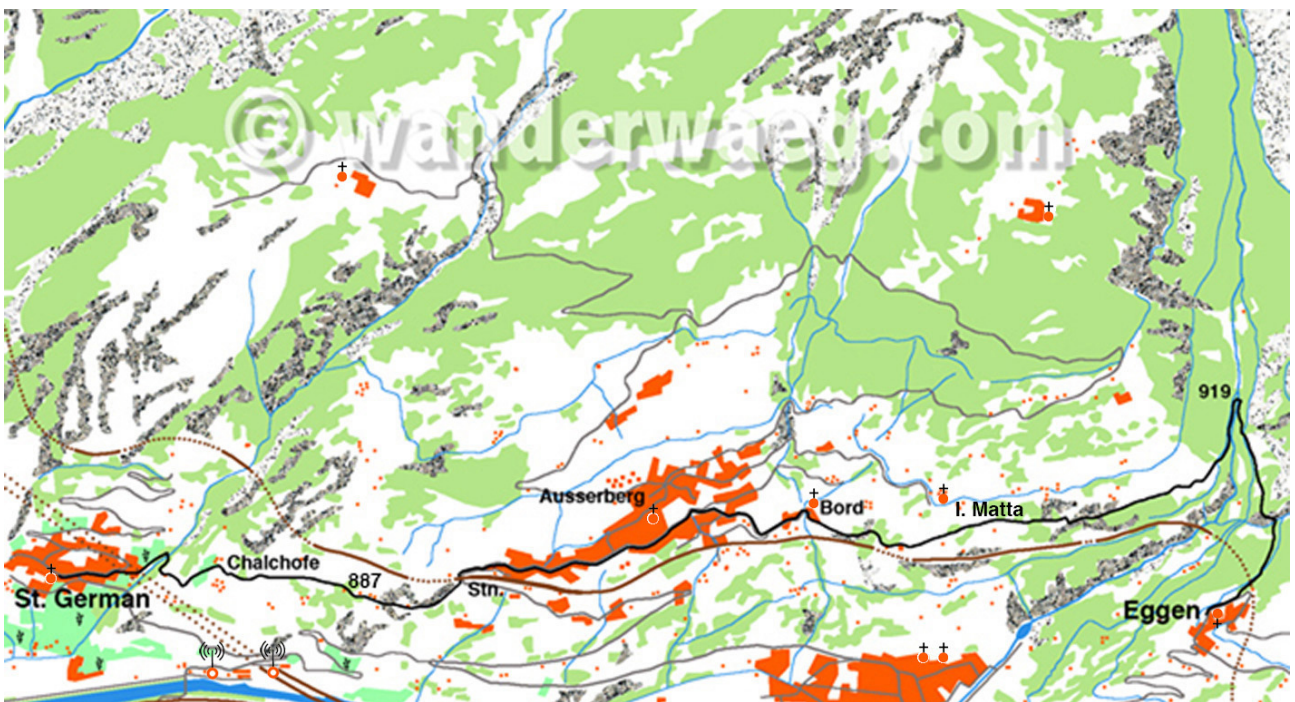 © wanderwaeg.com
919
Ausserberg
Bord
I. Matta
Chalchofe
887
Stn.
St. German
Eggen